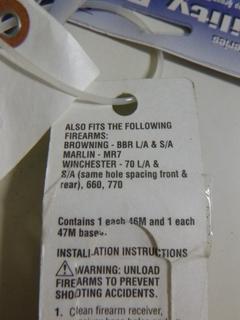 ility
ALSO FITS THE FOLLOWING
FIREARMS:
BROWNING - BBR L/A & S/A
MARLIN - MR7
WINCHESTER - 70 L/A &
S/A (same hole spacing front &
rear), 660, 770
Contains 1 each 46M and 1 each
47M bases.
INSTALLATION INSTRUCTIONS
WARNING: UNLOAD
FIREARMS TO PREVENT
SHOOTING ACCIDENTS.
1. Clean firearm receiver,